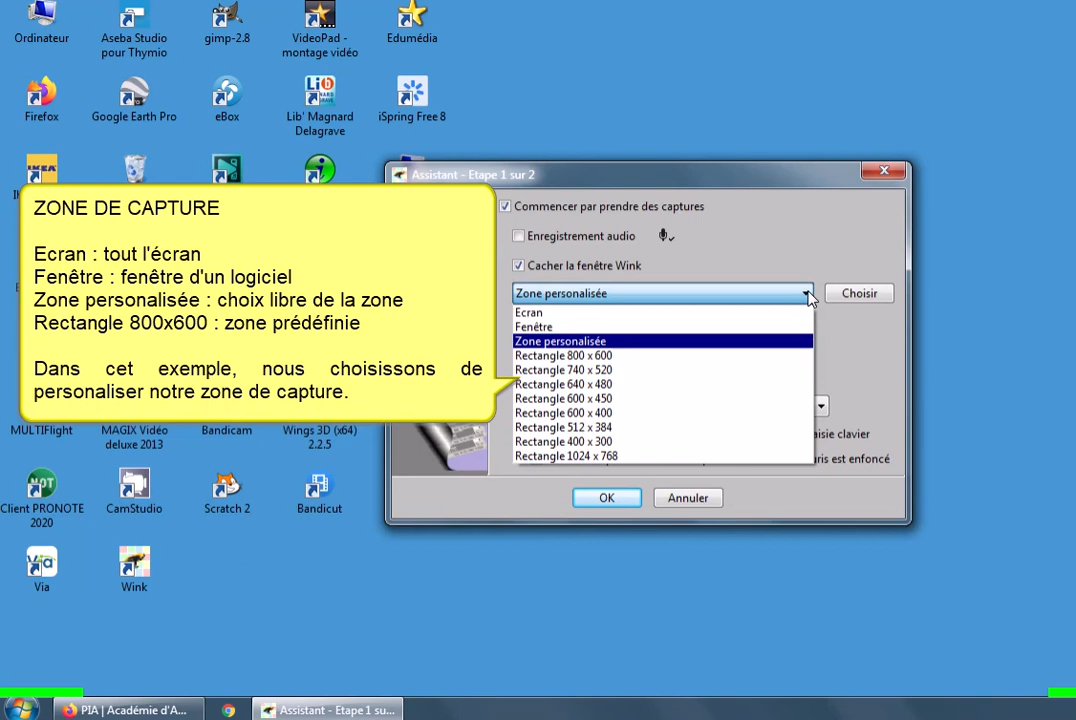 Ordinateur
Aseba Studio
pour Thymio
gimp-2.8
VideoPad -
montage vidéo
Edumédia
Firefox
Google Earth Pro
eBox
Lib' Magnard
Delagrave
iSpring Free 8
IKEA
Assistant - Etape 1 sur 2
Commencer par prendre des captures
Enregistrement audio
Cacher la fenêtre Wink
Zone personalisée
Choisir
Ecran
Fenêtre
Zone personalisée
Rectangle 800 x 600
Rectangle 740 x 520
Rectangle 640 x 480
Rectangle 600 x 450
Rectangle 600 x 400
Rectangle 512 x 384
Rectangle 400 x 300
Rectangle 1024 x 768
aisie clavier
uris est enfoncé
OK
Annuler
ZONE DE CAPTURE
Ecran : tout l'écran
Fenêtre : fenêtre d'un logiciel
Zone personalisée : choix libre de la zone
Rectangle 800x600 : zone prédéfinie
Dans cet exemple, nous choisissons de
personaliser notre zone de capture.
MULTIFlight
MAGIX Vidéo
deluxe 2013
Bandicam
Wings 3D (x64)
2.2.5
Client PRONOTE
2020
CamStudio
Scratch 2
Bandicut
Via
Wink
PIA | Académie d'A...
Assistant - Etape 1 su...